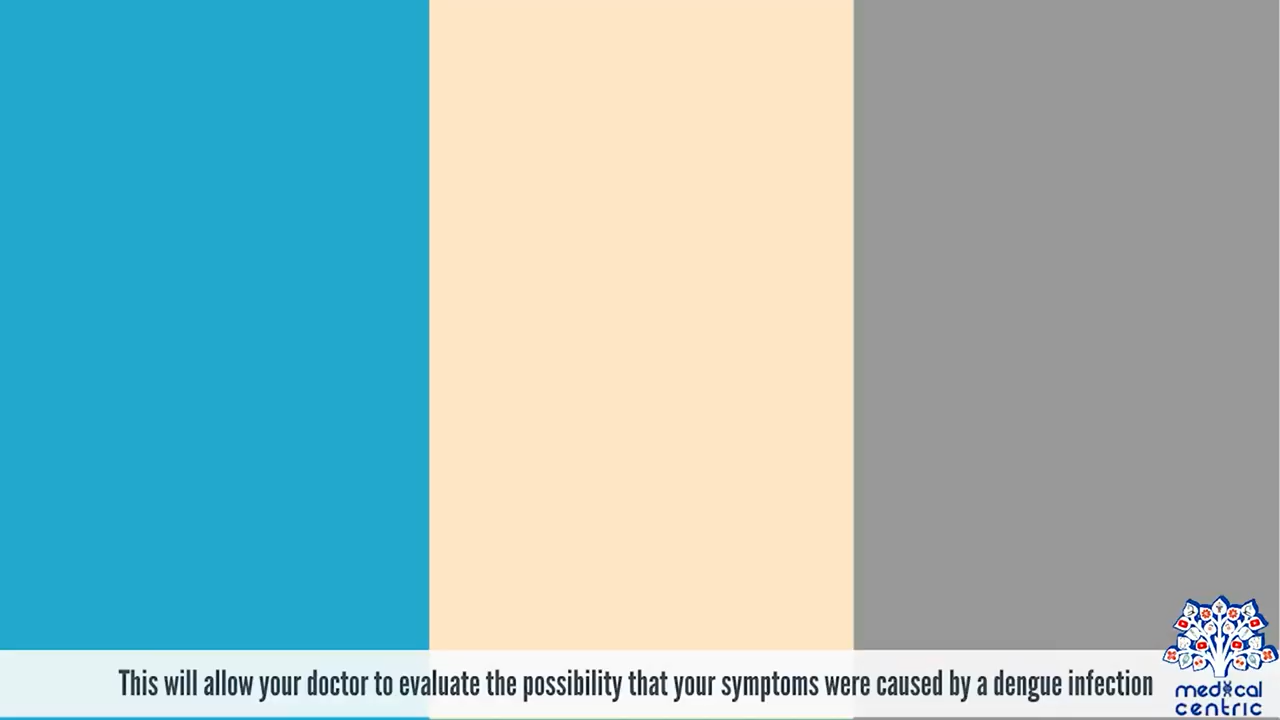 This will allow your doctor to evaluate the possibility that your symptoms were caused by a dengue infection
medical
centric